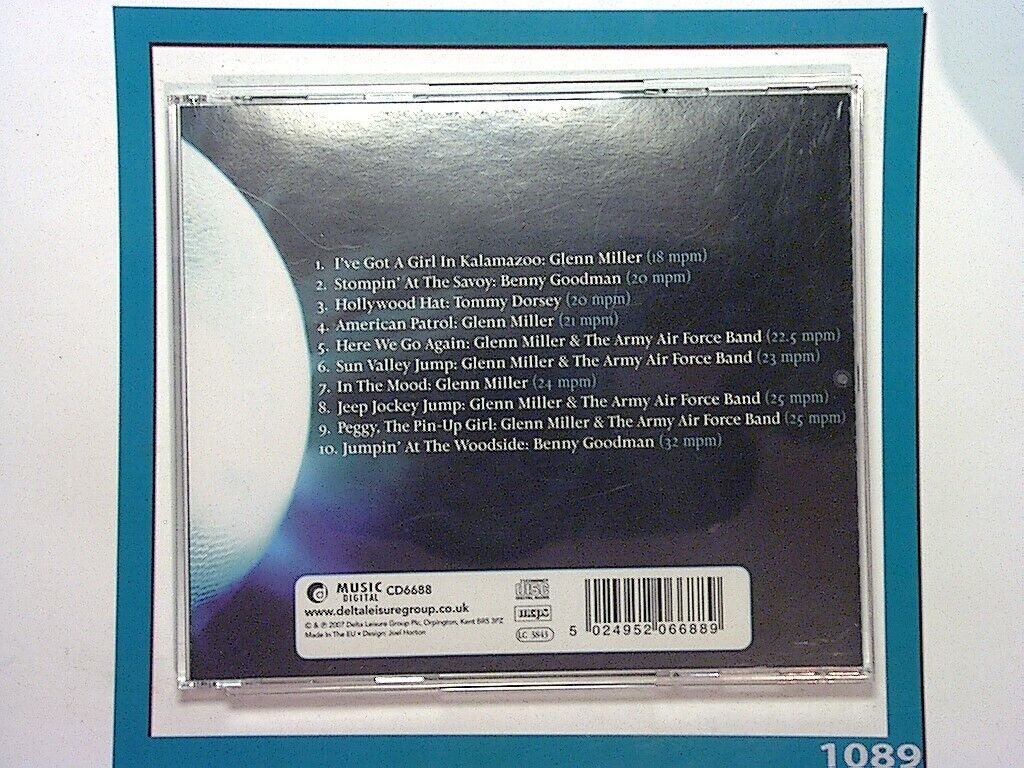 1. I've Got A Girl In Kalamazoo: Glenn Miller (18 mpm)
2. Stompin' At The Savoy: Benny Goodman (20 mpm)
3. Hollywood Hat: Tommy Dorsey (20 mpm)
4. American Patrol: Glenn Miller (21 mpm)
5. Here We Go Again: Glenn Miller & The Army Air Force Band (22.5 mpm)
6. Sun Valley Jump: Glenn Miller & The Army Air Force Band (23 mpm)
7. In The Mood: Glenn Miller (24 mpm)
8. Jeep Jockey Jump: Glenn Miller & The Army Air Force Band (25 mpm)
9. Peggy, The Pin-Up Girl: Glenn Miller & The Army Air Force Band (25 mpm)
10. Jumpin' At The Woodside: Benny Goodman (32 mpm)
MUSIC DIGITAL CD6688
www.deltaleisuregroup.co.uk
© & ℗ 2007 Delta Leisure Group Plc, Orpington, Kent BR5 3PZ
Made In The EU • Design: Joel Horton
disc
DIGITAL AUDIO
mcps
LC 3843
5 024952 066889
1089